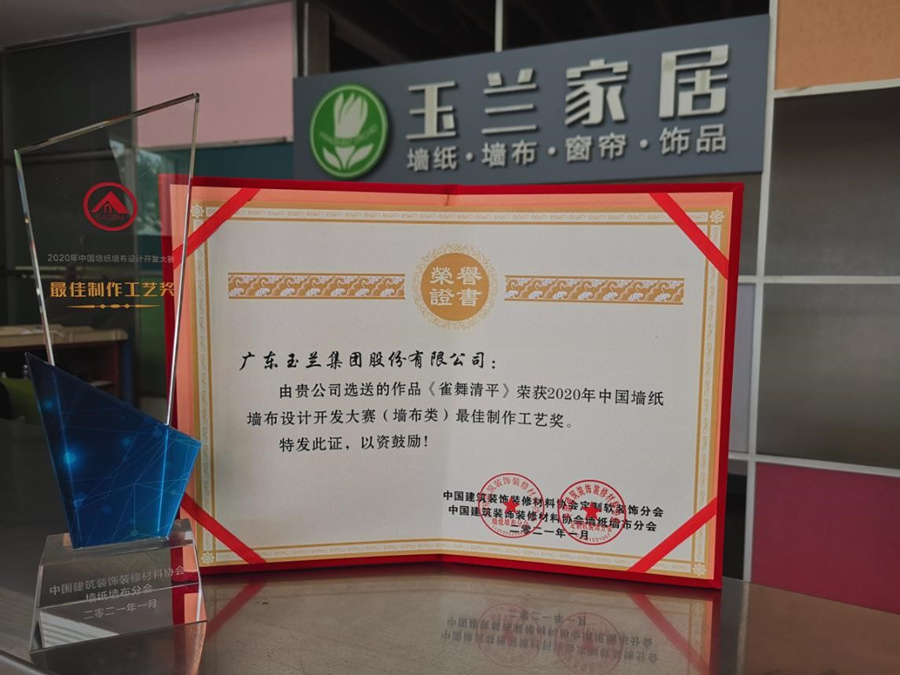 玉兰家居
墙纸·墙布·窗帘·饰品
2020年中国墙纸墙布设计开发大赛
最佳制作工艺奖
榮譽
證書
广东玉兰集团股份有限公司：
由贵公司选送的作品《雀舞清平》荣获2020年中国墙纸
墙布设计开发大赛（墙布类）最佳制作工艺奖。
特发此证，以资鼓励！
中国建筑装饰装修材料协会定制软装饰分会
中国建筑装饰装修材料协会墙纸墙布分会
二零二一年一月
中国建筑装饰装修材料协会
墙纸墙布分会
二零二一年一月